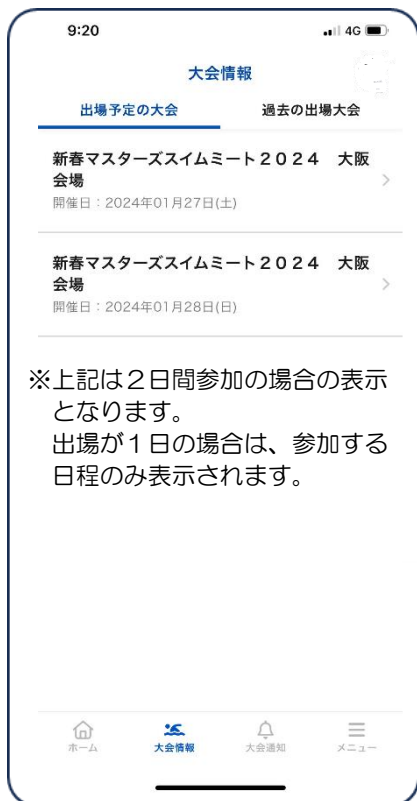 9:20
4G
大会情報
出場予定の大会 過去の出場大会
新春マスターズスイムミート２０２４　大阪
会場
開催日：2024年01月27日(土)
新春マスターズスイムミート２０２４　大阪
会場
開催日：2024年01月28日(日)
※上記は２日間参加の場合の表示
となります。
出場が１日の場合は、参加する
日程のみ表示されます。
ホーム 大会情報 大会通知 メニュー